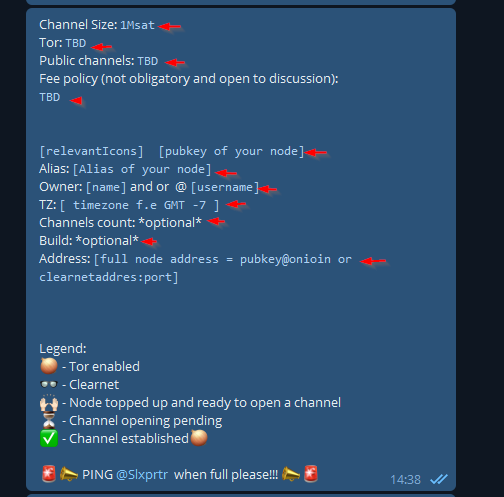 Channel Size: 1Msat
Tor: TBD
Public channels: TBD
Fee policy (not obligatory and open to discussion):
TBD
[relevantIcons] [pubkey of your node]
Alias: [Alias of your node]
Owner: [name] and or @ [username]
TZ: [ timezone f.e GMT -7 ]
Channels count: *optional*
Build: *optional*
Address: [full node address = pubkey@onioin or
clearnetaddres:port]
Legend:
- Tor enabled
- Clearnet
- Node topped up and ready to open a channel
- Channel opening pending
- Channel established
PING @Slxprtr when full please!!!
14:38